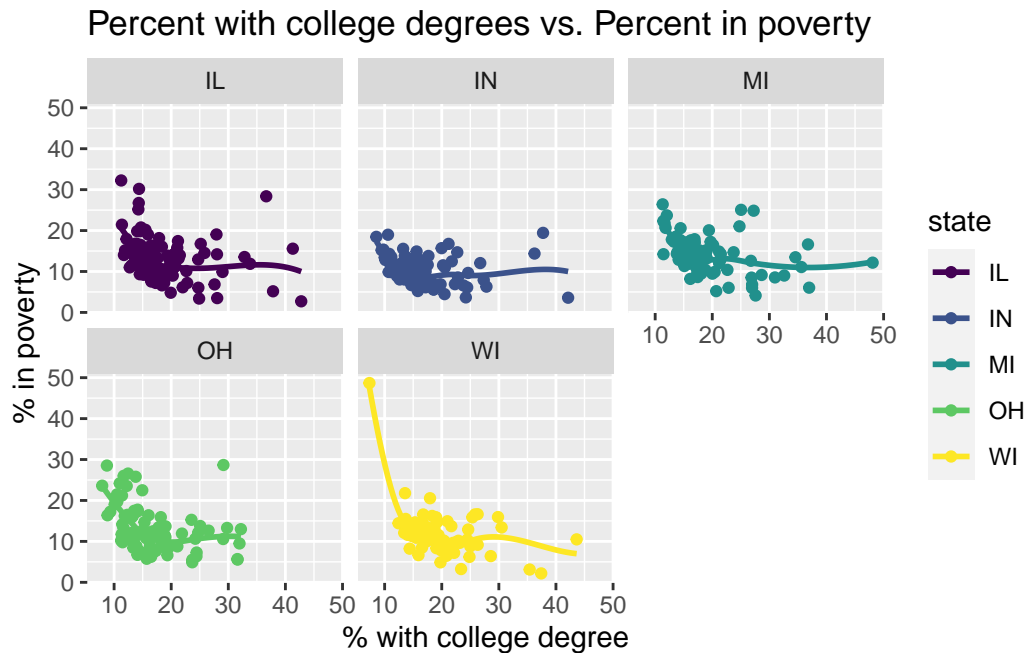 Percent with college degrees vs. Percent in poverty
IL IN MI
50
40
30
20
10
0
10 20 30 40 50
OH WI
50
40
30
20
10
0
10 20 30 40 50 10 20 30 40 50
% with college degree
% in poverty
state
IL
IN
MI
OH
WI